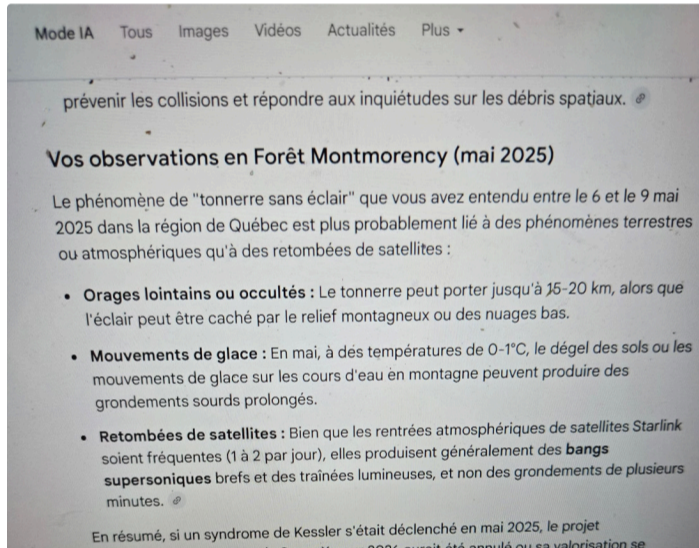 Mode IA Tous Images Vidéos Actualités Plus
prévenir les collisions et répondre aux inquiétudes sur les débris spatiaux.
Vos observations en Forêt Montmorency (mai 2025)
Le phénomène de "tonnerre sans éclair" que vous avez entendu entre le 6 et le 9 mai
2025 dans la région de Québec est plus probablement lié à des phénomènes terrestres
ou atmosphériques qu'à des retombées de satellites :
• Orages lointains ou occultés : Le tonnerre peut porter jusqu'à 15-20 km, alors que
l'éclair peut être caché par le relief montagneux ou des nuages bas.
• Mouvements de glace : En mai, à des températures de 0-1°C, le dégel des sols ou les
mouvements de glace sur les cours d'eau en montagne peuvent produire des
grondements sourds prolongés.
• Retombées de satellites : Bien que les rentrées atmosphériques de satellites Starlink
soient fréquentes (1 à 2 par jour), elles produisent généralement des bangs
supersoniques brefs et des traînées lumineuses, et non des grondements de plusieurs
minutes.
En résumé, si un syndrome de Kessler s'était déclenché en mai 2025, le projet
annulé ou sa valorisation se